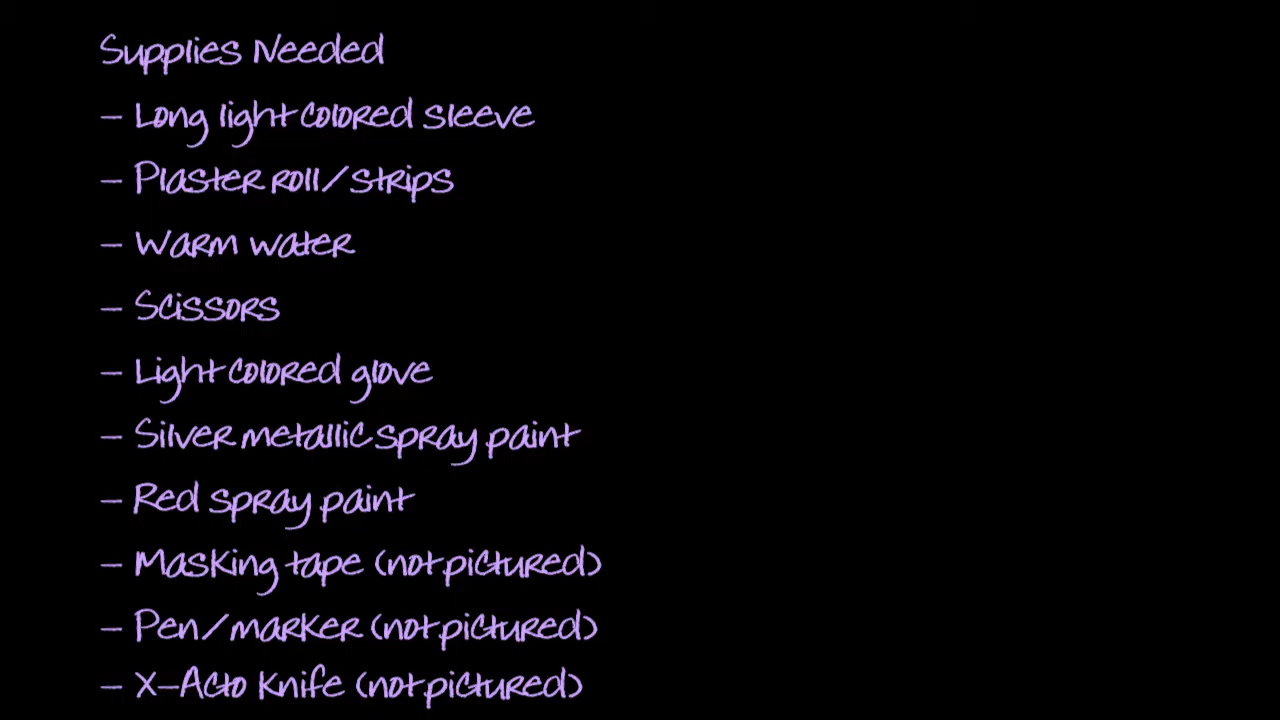 Supplies Needed
- Long light colored sleeve
- Plaster roll/strips
- Warm water
- Scissors
- Light colored glove
- Silver metallic spray paint
- Red spray paint
- Masking tape (not pictured)
- Pen/marker (not pictured)
- X-Acto Knife (not pictured)